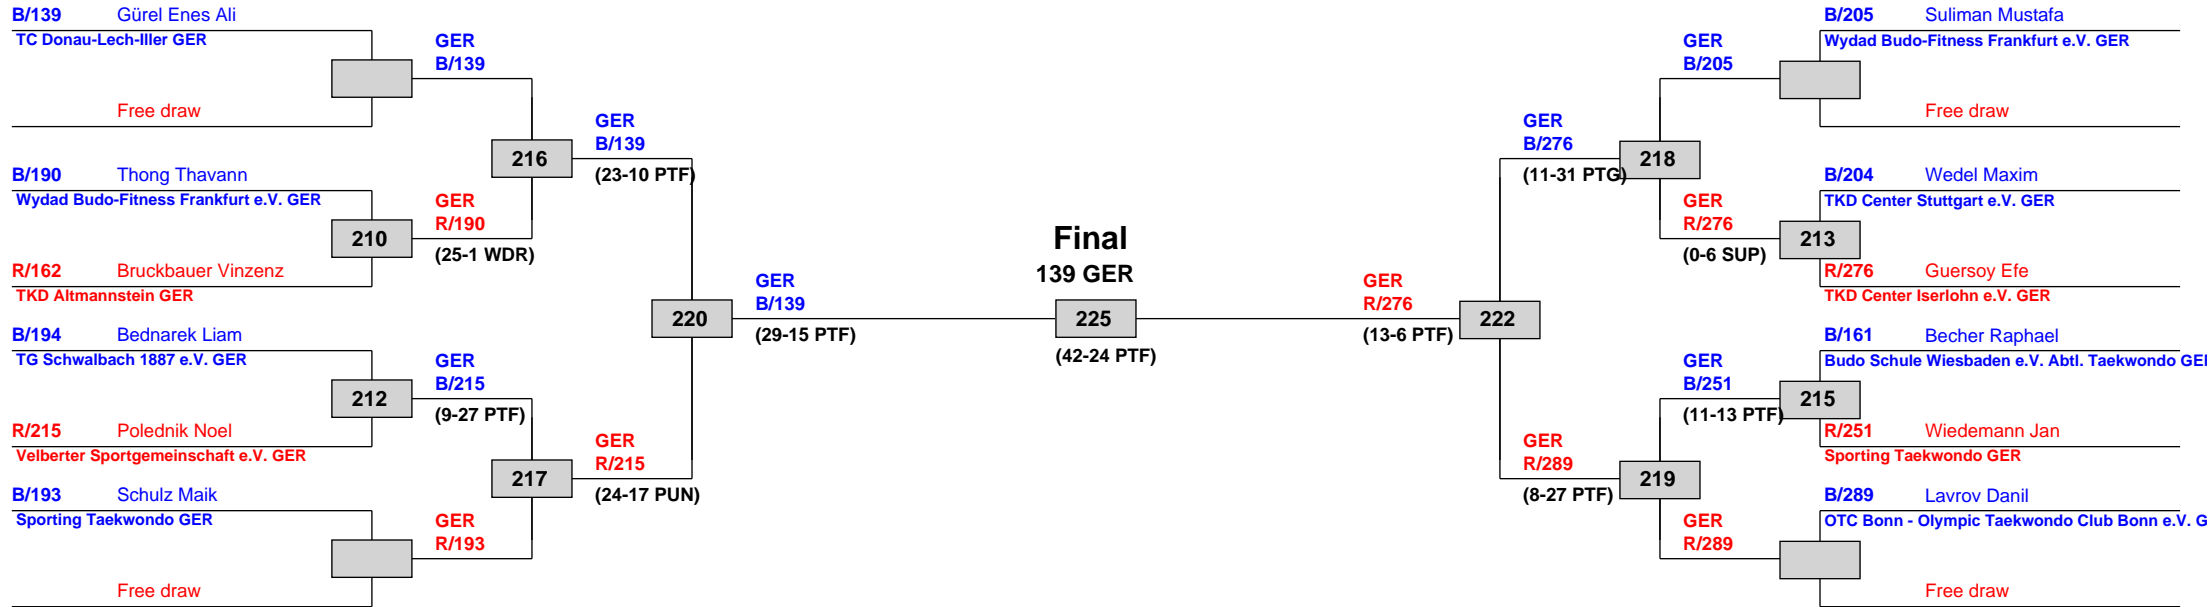 B/139 Gürel Enes Ali
TC Donau-Lech-Iller GER
Free draw
GER
B/139
B/190 Thong Thavann
Wydad Budo-Fitness Frankfurt e.V. GER
210
R/162 Bruckbauer Vinzenz
TKD Altmannstein GER
GER
R/190
(25-1 WDR)
216
GER
B/139
(23-10 PTF)
B/194 Bednarek Liam
TG Schwalbach 1887 e.V. GER
212
R/215 Polednik Noel
Velberter Sportgemeinschaft e.V. GER
GER
B/215
(9-27 PTF)
B/193 Schulz Maik
Sporting Taekwondo GER
Free draw
GER
R/193
217
GER
R/215
(24-17 PUN)
220
GER
B/139
(29-15 PTF)
Final
139 GER
225
(42-24 PTF)
GER
R/276
(13-6 PTF)
222
GER
B/276
(11-31 PTG)
218
GER
B/205
B/205 Suliman Mustafa
Wydad Budo-Fitness Frankfurt e.V. GER
Free draw
GER
R/276
(0-6 SUP)
213
B/204 Wedel Maxim
TKD Center Stuttgart e.V. GER
R/276 Guersoy Efe
TKD Center Iserlohn e.V. GER
GER
R/289
(8-27 PTF)
219
GER
B/251
(11-13 PTF)
215
B/161 Becher Raphael
Budo Schule Wiesbaden e.V. Abtl. Taekwondo GER
R/251 Wiedemann Jan
Sporting Taekwondo GER
GER
R/289
B/289 Lavrov Danil
OTC Bonn - Olympic Taekwondo Club Bonn e.V. G
Free draw